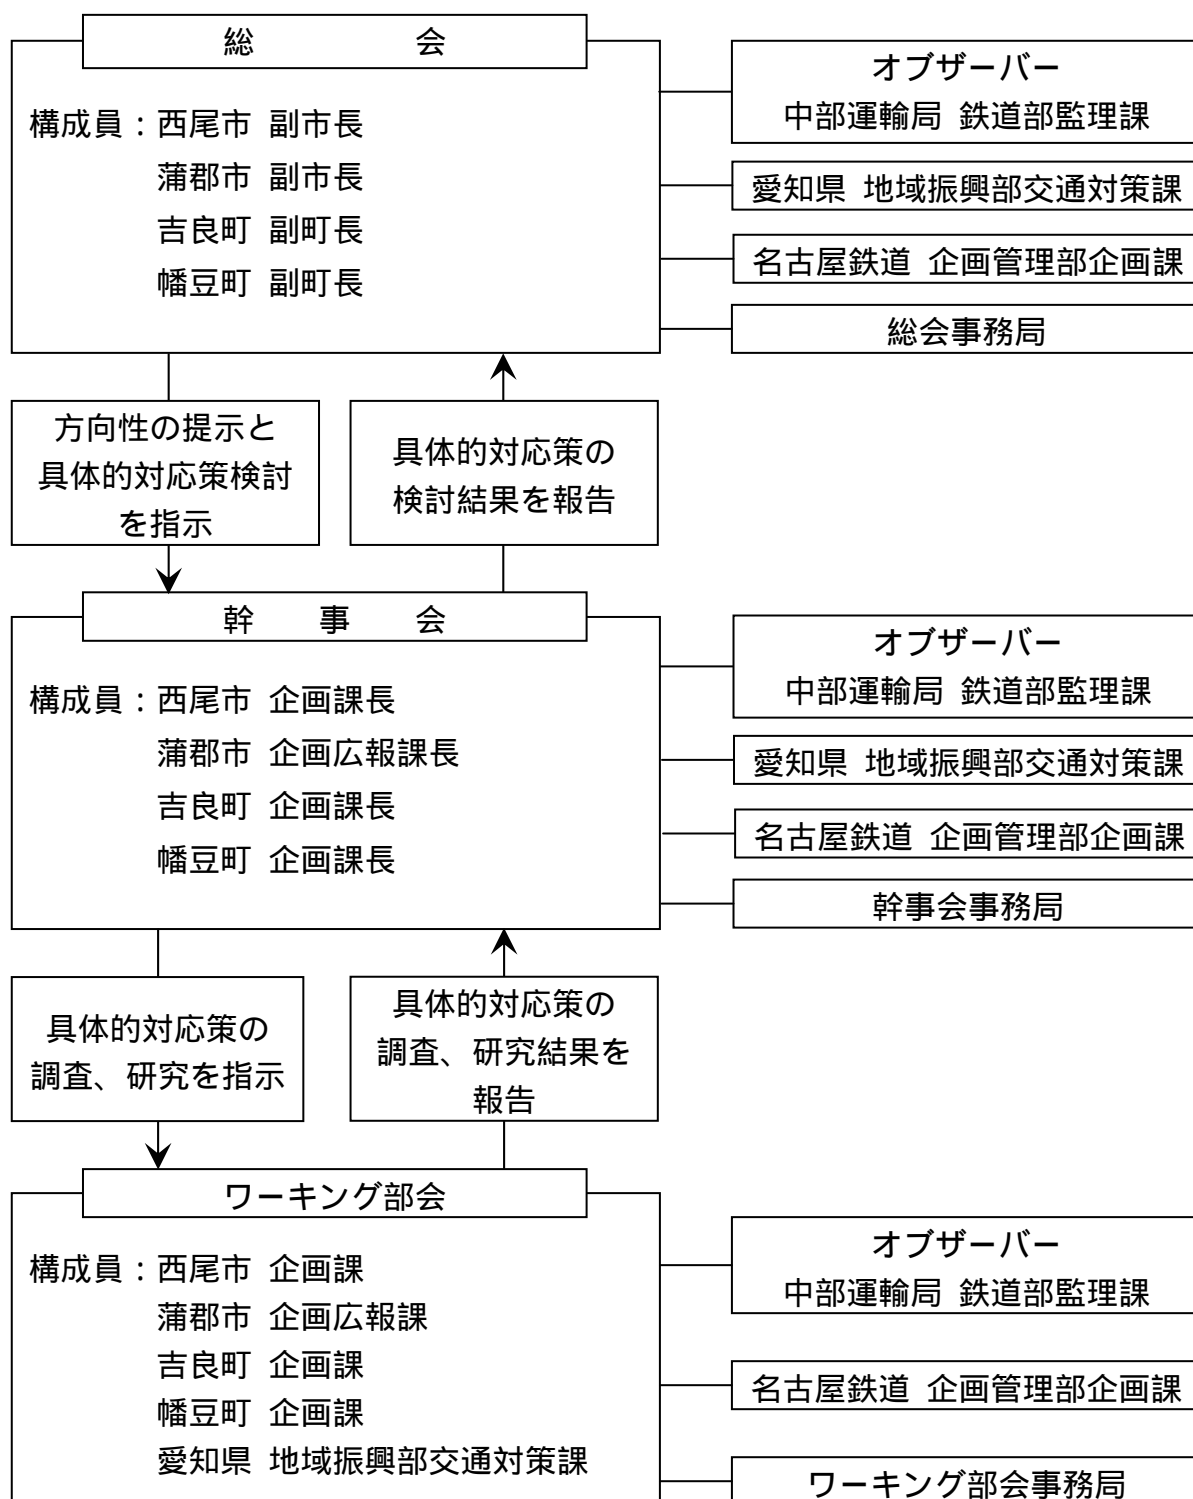 総　　　　　会
構成員：西尾市 副市長
蒲郡市 副市長
吉良町 副町長
幡豆町 副町長
オブザーバー
中部運輸局 鉄道部監理課
愛知県 地域振興部交通対策課
名古屋鉄道 企画管理部企画課
総会事務局
方向性の提示と
具体的対応策検討
を指示
具体的対応策の
検討結果を報告
幹　　事　　会
構成員：西尾市 企画課長
蒲郡市 企画広報課長
吉良町 企画課長
幡豆町 企画課長
オブザーバー
中部運輸局 鉄道部監理課
愛知県 地域振興部交通対策課
名古屋鉄道 企画管理部企画課
幹事会事務局
具体的対応策の
調査、研究を指示
具体的対応策の
調査、研究結果を
報告
ワーキング部会
構成員：西尾市 企画課
蒲郡市 企画広報課
吉良町 企画課
幡豆町 企画課
愛知県 地域振興部交通対策課
オブザーバー
中部運輸局 鉄道部監理課
名古屋鉄道 企画管理部企画課
ワーキング部会事務局